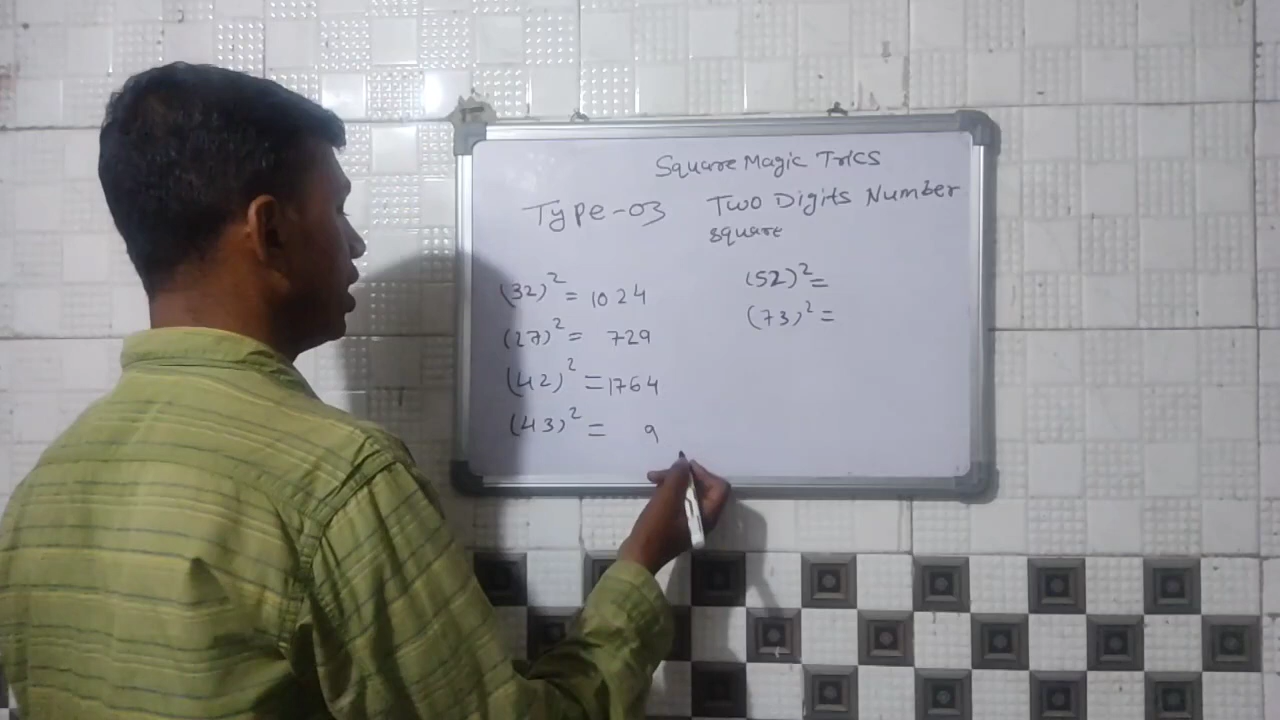 Square Magic Trics
Type-03 Two Digits Number
square
(32)² = 1024
(27)² = 729
(42)² = 1764
(43)² = 9
(52)² =
(73)² =